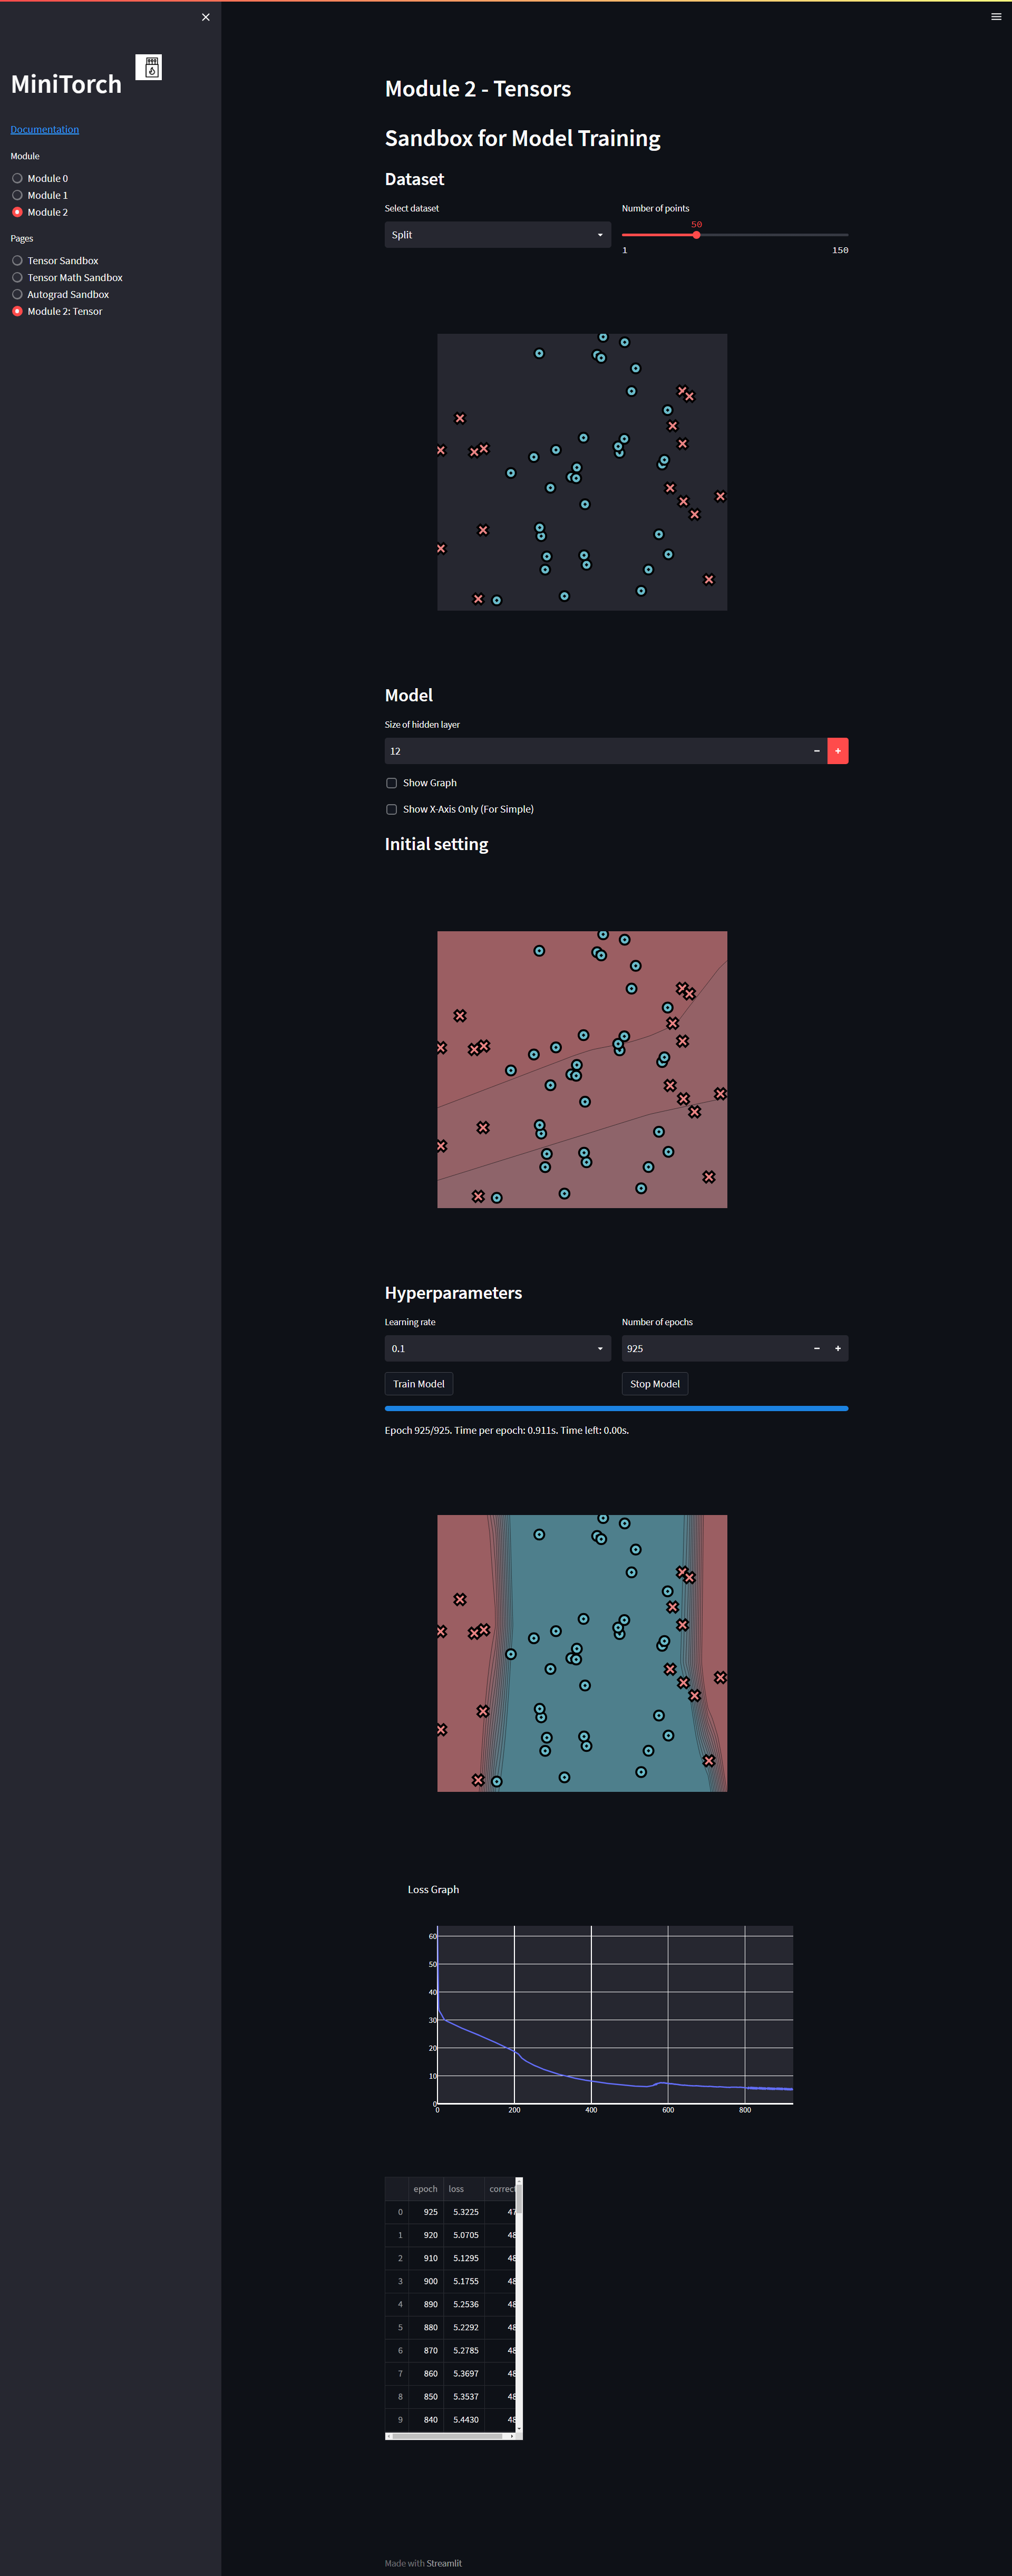 MiniTorch
Documentation
Module
Module 0
Module 1
Module 2
Pages
Tensor Sandbox
Tensor Math Sandbox
Autograd Sandbox
Module 2: Tensor
Module 2 - Tensors
Sandbox for Model Training
Dataset
Select dataset
Split
Number of points
50
1 150
Model
Size of hidden layer
12
Show Graph
Show X-Axis Only (For Simple)
Initial setting
Hyperparameters
Learning rate
0.1
Number of epochs
925
Train Model
Stop Model
Epoch 925/925. Time per epoch: 0.911s. Time left: 0.00s.
Loss Graph
60
50
40
30
20
10
0
0 200 400 600 800
epoch loss correct
0 925 5.3225 47
1 920 5.0705 48
2 910 5.1295 48
3 900 5.1755 48
4 890 5.2536 48
5 880 5.2292 48
6 870 5.2785 48
7 860 5.3697 48
8 850 5.3537 48
9 840 5.4430 48
Made with Streamlit